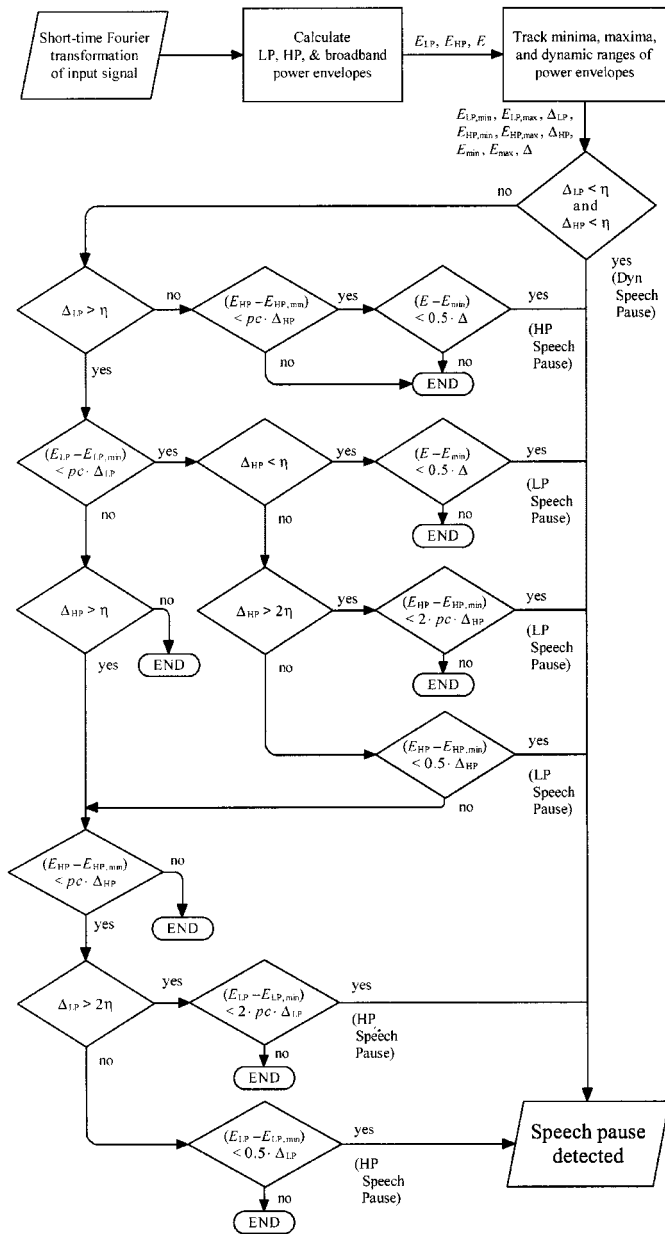 Short-time Fourier
transformation
of input signal
Calculate
LP, HP, & broadband
power envelopes
E_LP, E_HP, E
Track minima, maxima,
and dynamic ranges of
power envelopes
E_LP,min, E_LP,max, Δ_LP,
E_HP,min, E_HP,max, Δ_HP,
E_min, E_max, Δ
no
Δ_LP < η
and
Δ_HP < η
yes
(Dyn
Speech
Pause)
Δ_LP > η
no
(E_HP − E_HP,min)
< pc · Δ_HP
yes
(E − E_min)
< 0.5 · Δ
yes
(HP
Speech
Pause)
no
no
END
yes
(E_LP − E_LP,min)
< pc · Δ_LP
yes
Δ_HP < η
yes
(E − E_min)
< 0.5 · Δ
yes
(LP
Speech
Pause)
no
no
no
END
Δ_HP > η
no
END
Δ_HP > 2η
yes
(E_HP − E_HP,min)
< 2 · pc · Δ_HP
yes
(LP
Speech
Pause)
yes
no
no
END
(E_HP − E_HP,min)
< 0.5 · Δ_HP
yes
(LP
Speech
Pause)
no
(E_HP − E_HP,min)
< pc · Δ_HP
no
END
yes
Δ_LP > 2η
yes
(E_LP − E_LP,min)
< 2 · pc · Δ_LP
yes
(HP
Speech
Pause)
no
no
END
(E_LP − E_LP,min)
< 0.5 · Δ_LP
yes
(HP
Speech
Pause)
no
END
Speech pause
detected